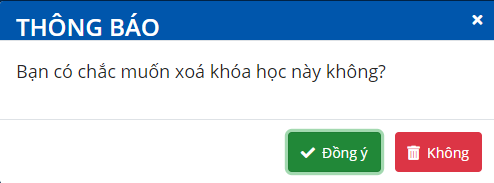 THÔNG BÁO
Bạn có chắc muốn xoá khóa học này không?
Đồng ý Không